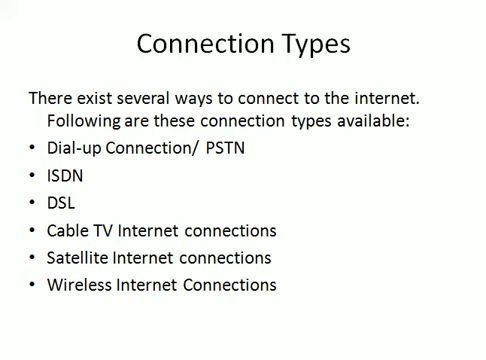 Connection Types
There exist several ways to connect to the internet.
Following are these connection types available:
• Dial-up Connection/ PSTN
• ISDN
• DSL
• Cable TV Internet connections
• Satellite Internet connections
• Wireless Internet Connections